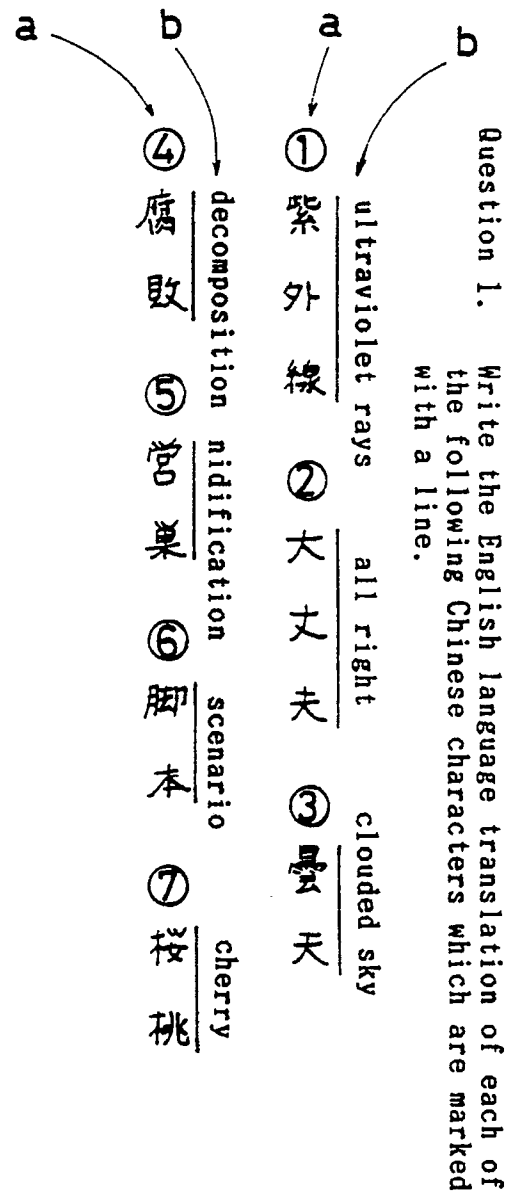 a
b
a
b
Question 1. Write the English language translation of each of
the following Chinese characters which are marked
with a line.
ultraviolet rays all right clouded sky
①紫外線 ②大丈夫 ③曇天
decomposition nidification scenario cherry
④腐敗 ⑤営巣 ⑥脚本 ⑦桜桃